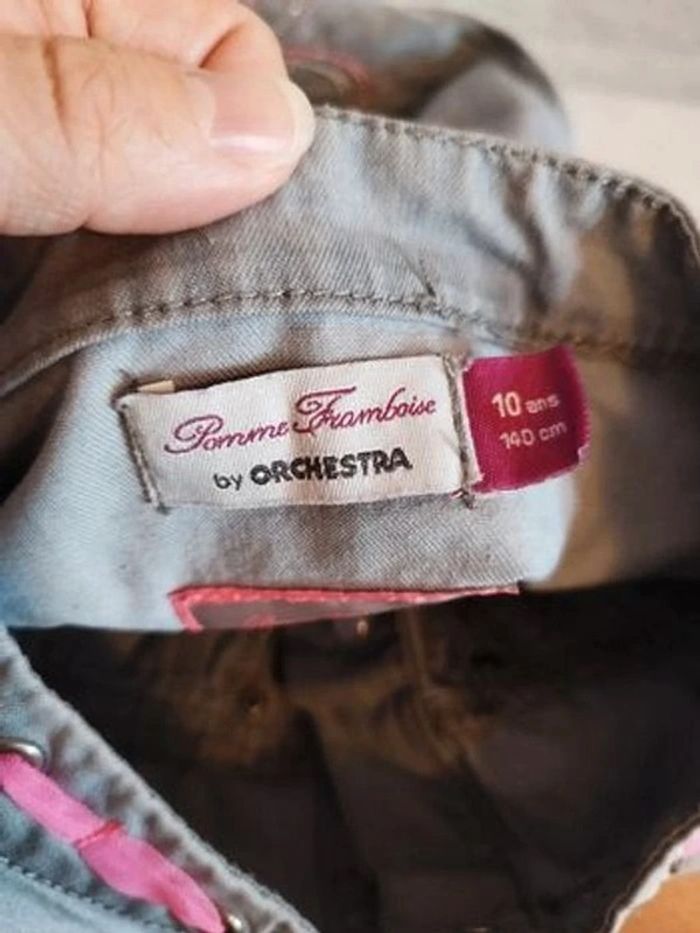 Pomme Framboise
by ORCHESTRA
10 ans
140 cm